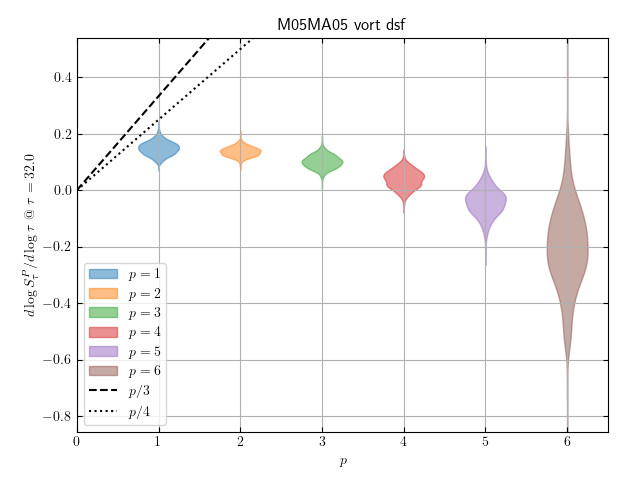 M05MA05 vort dsf
d log S_τ^P / d log τ @ τ = 32.0
0.4
0.2
0.0
−0.2
−0.4
−0.6
−0.8
p = 1
p = 2
p = 3
p = 4
p = 5
p = 6
p/3
p/4
0 1 2 3 4 5 6
p